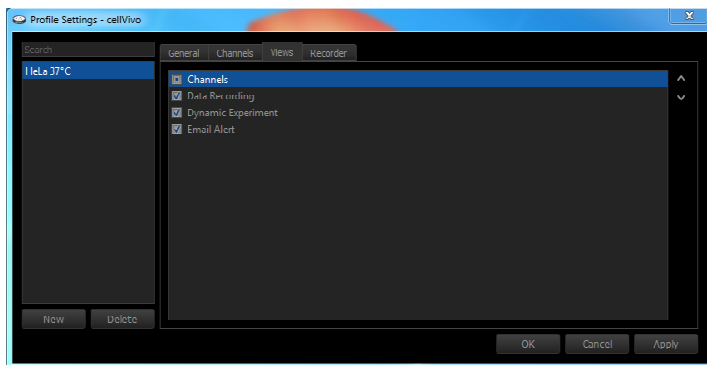 Profile Settings - cellVivo
X
Search
HeLa 37°C
General Channels Views Recorder
Channels
Data Recording
Dynamic Experiment
Email Alert
New Delete
OK Cancel Apply